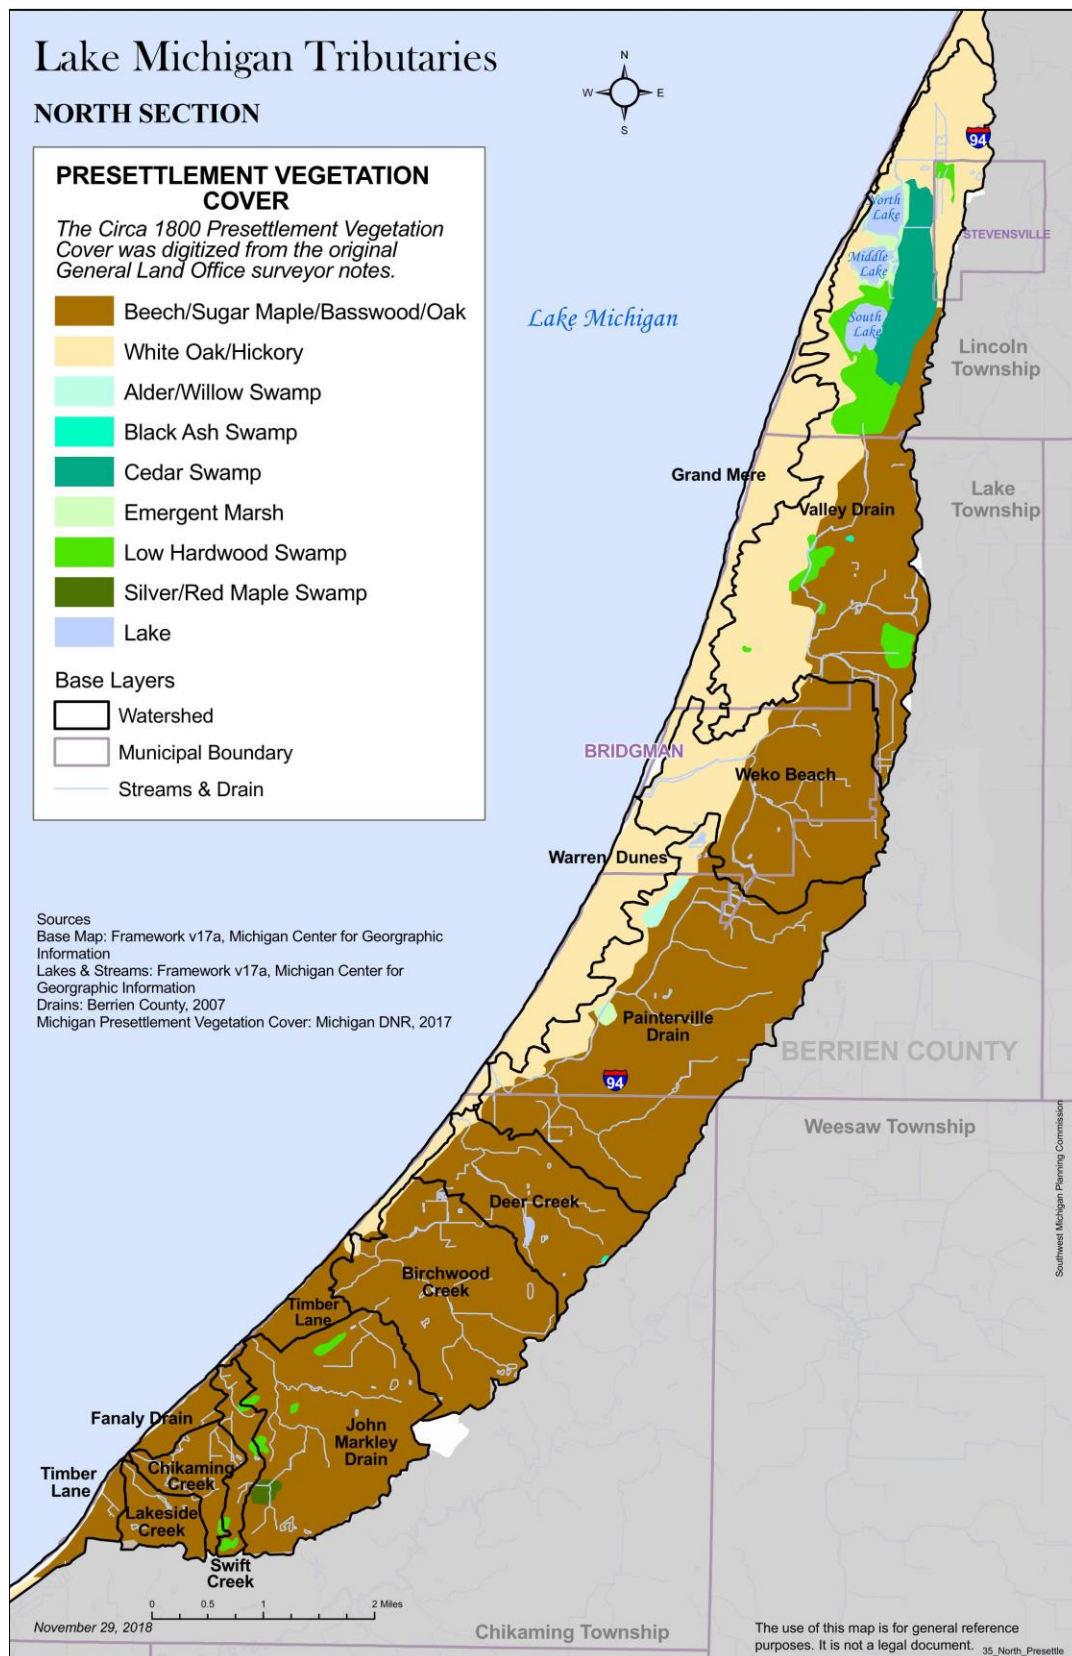 Lake Michigan Tributaries
NORTH SECTION
N
W
E
S
PRESETTLEMENT VEGETATION
COVER
The Circa 1800 Presettlement Vegetation
Cover was digitized from the original
General Land Office surveyor notes.
Beech/Sugar Maple/Basswood/Oak
White Oak/Hickory
Alder/Willow Swamp
Black Ash Swamp
Cedar Swamp
Emergent Marsh
Low Hardwood Swamp
Silver/Red Maple Swamp
Lake
Base Layers
Watershed
Municipal Boundary
Streams & Drain
94
North
Lake
STEVENSVILLE
Middle
Lake
South
Lake
Lake Michigan
Lincoln
Township
Grand Mere
Lake
Township
Valley Drain
BRIDGMAN
Weko Beach
Warren Dunes
Sources
Base Map: Framework v17a, Michigan Center for Georgraphic
Information
Lakes & Streams: Framework v17a, Michigan Center for
Georgraphic Information
Drains: Berrien County, 2007
Michigan Presettlement Vegetation Cover: Michigan DNR, 2017
Painterville
Drain
BERRIEN COUNTY
94
Weesaw Township
Southwest Michigan Planning Commission
Deer Creek
Birchwood
Creek
Timber
Lane
Fanaly Drain
John
Markley
Drain
Chikaming
Creek
Timber
Lane
Lakeside
Creek
Swift
Creek
0
0.5
1
2 Miles
November 29, 2018
Chikaming Township
The use of this map is for general reference
purposes. It is not a legal document.
35_North_Presettle